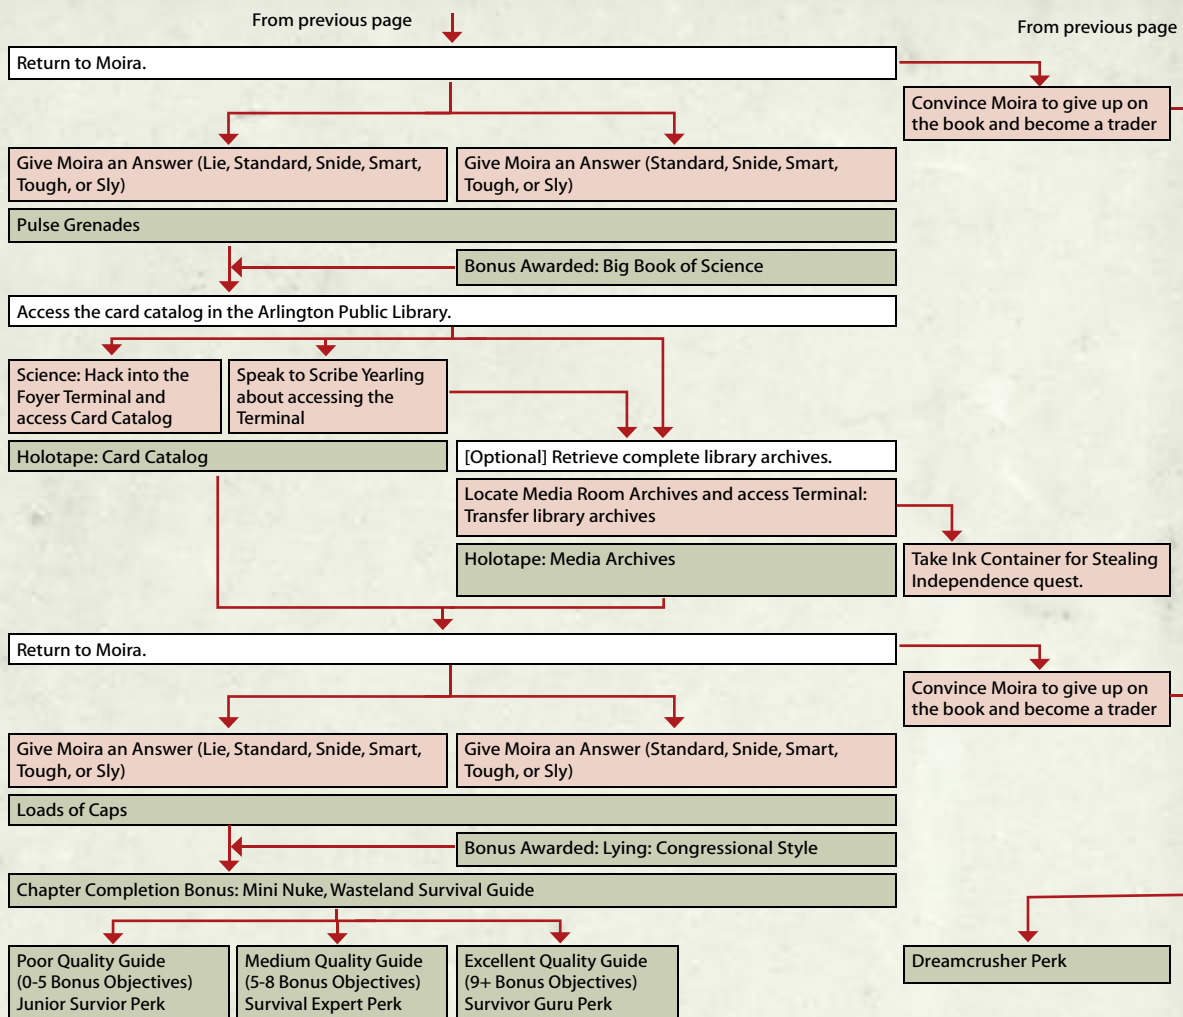 From previous page
From previous page
Return to Moira.
Convince Moira to give up on
the book and become a trader
Give Moira an Answer (Lie, Standard, Snide, Smart,
Tough, or Sly)
Give Moira an Answer (Standard, Snide, Smart,
Tough, or Sly)
Pulse Grenades
Bonus Awarded: Big Book of Science
Access the card catalog in the Arlington Public Library.
Science: Hack into the
Foyer Terminal and
access Card Catalog
Speak to Scribe Yearling
about accessing the
Terminal
Holotape: Card Catalog
[Optional] Retrieve complete library archives.
Locate Media Room Archives and access Terminal:
Transfer library archives
Holotape: Media Archives
Take Ink Container for Stealing
Independence quest.
Return to Moira.
Convince Moira to give up on
the book and become a trader
Give Moira an Answer (Lie, Standard, Snide, Smart,
Tough, or Sly)
Give Moira an Answer (Standard, Snide, Smart,
Tough, or Sly)
Loads of Caps
Bonus Awarded: Lying: Congressional Style
Chapter Completion Bonus: Mini Nuke, Wasteland Survival Guide
Poor Quality Guide
(0-5 Bonus Objectives)
Junior Survior Perk
Medium Quality Guide
(5-8 Bonus Objectives)
Survival Expert Perk
Excellent Quality Guide
(9+ Bonus Objectives)
Survivor Guru Perk
Dreamcrusher Perk